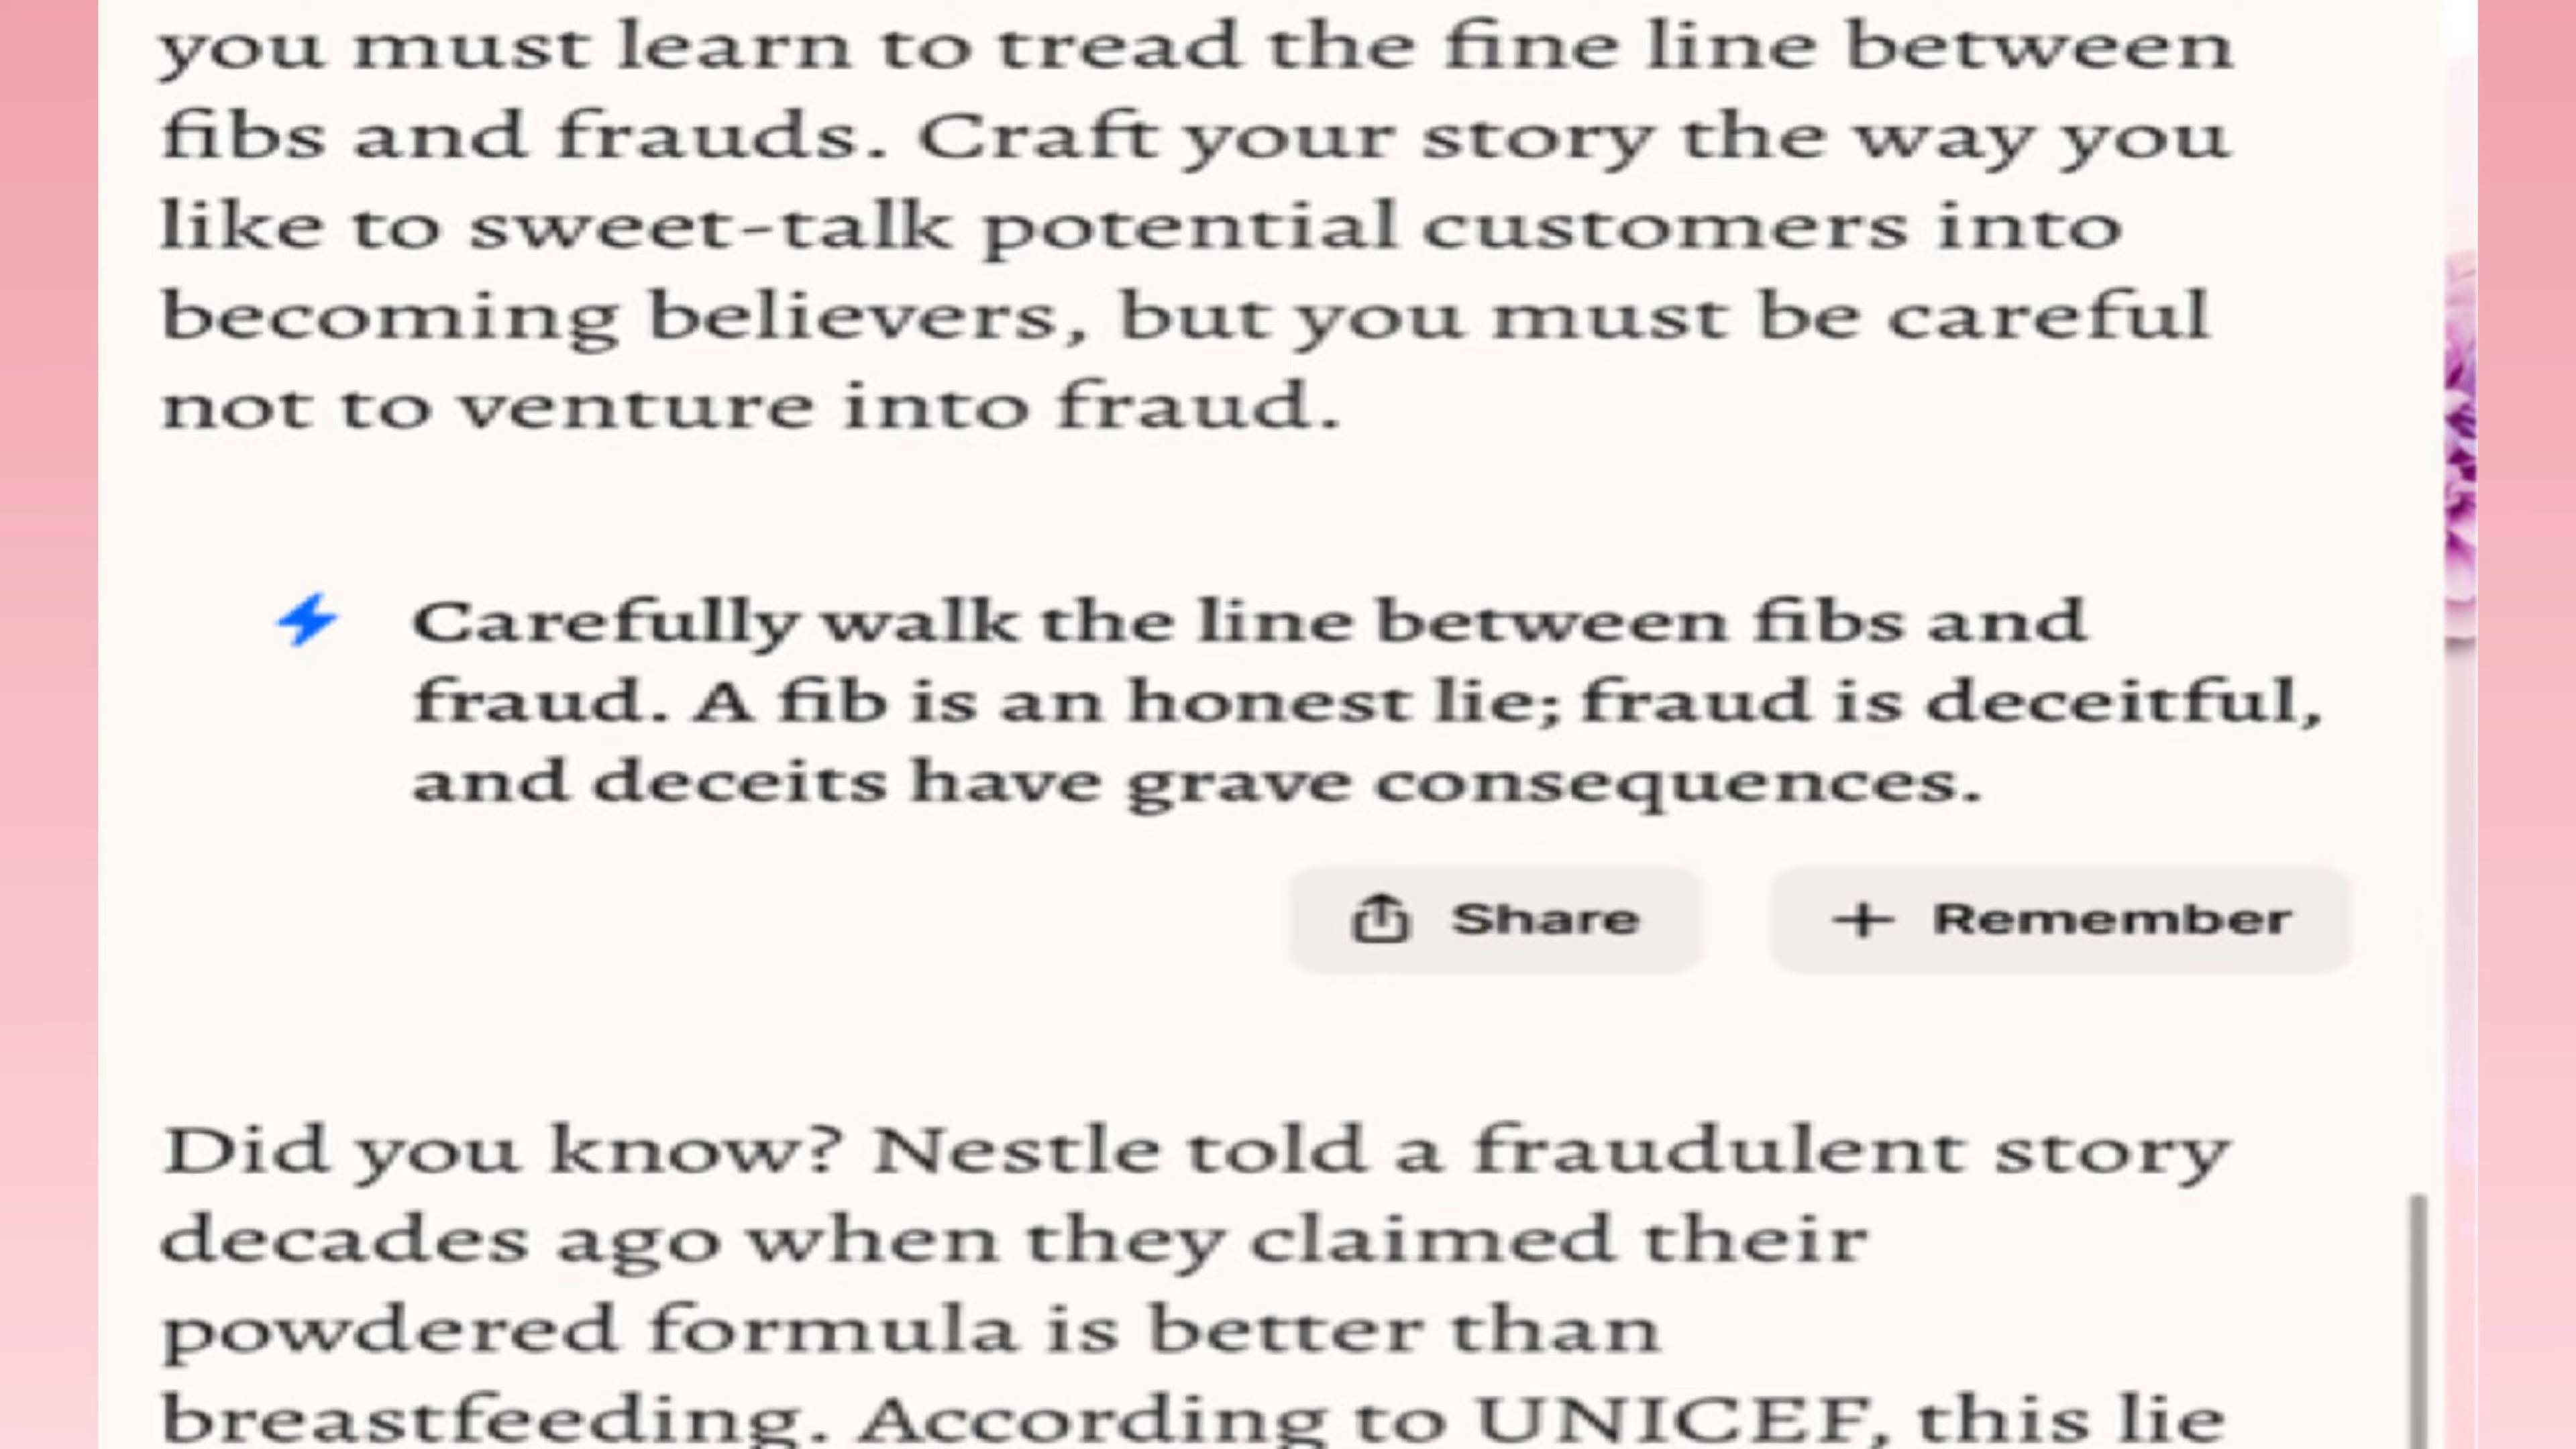 you must learn to tread the fine line between
fibs and frauds. Craft your story the way you
like to sweet-talk potential customers into
becoming believers, but you must be careful
not to venture into fraud.
Carefully walk the line between fibs and
fraud. A fib is an honest lie; fraud is deceitful,
and deceits have grave consequences.
Share
Remember
Did you know? Nestle told a fraudulent story
decades ago when they claimed their
powdered formula is better than
breastfeeding. According to UNICEF, this lie